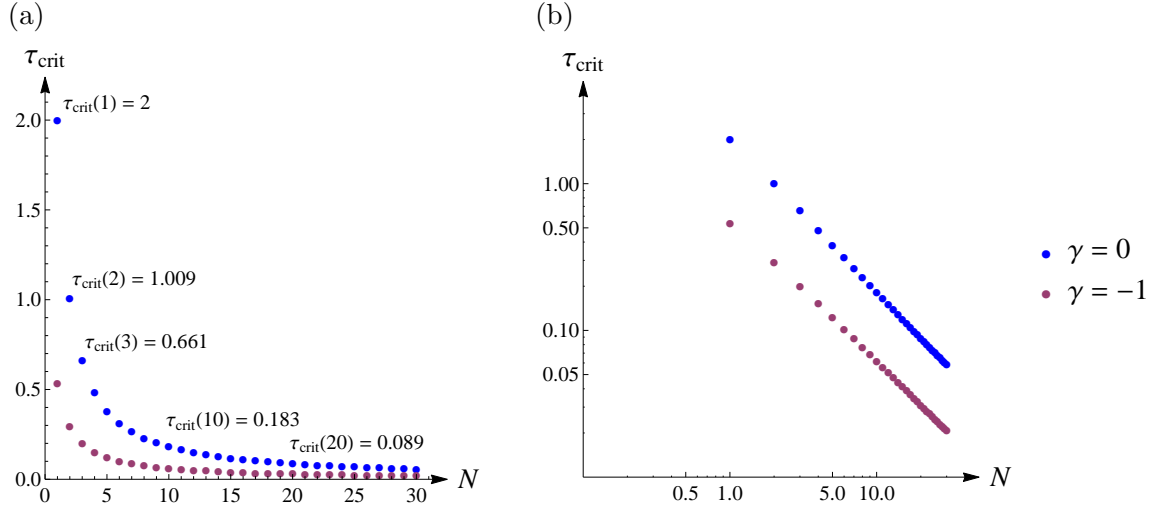 (a)
τcrit
2.0
1.5
1.0
0.5
0.0
τcrit(1) = 2
τcrit(2) = 1.009
τcrit(3) = 0.661
τcrit(10) = 0.183
τcrit(20) = 0.089
0 5 10 15 20 25 30
N
(b)
τcrit
1.00
0.50
0.10
0.05
0.5 1.0 5.0 10.0
N
γ = 0
γ = −1